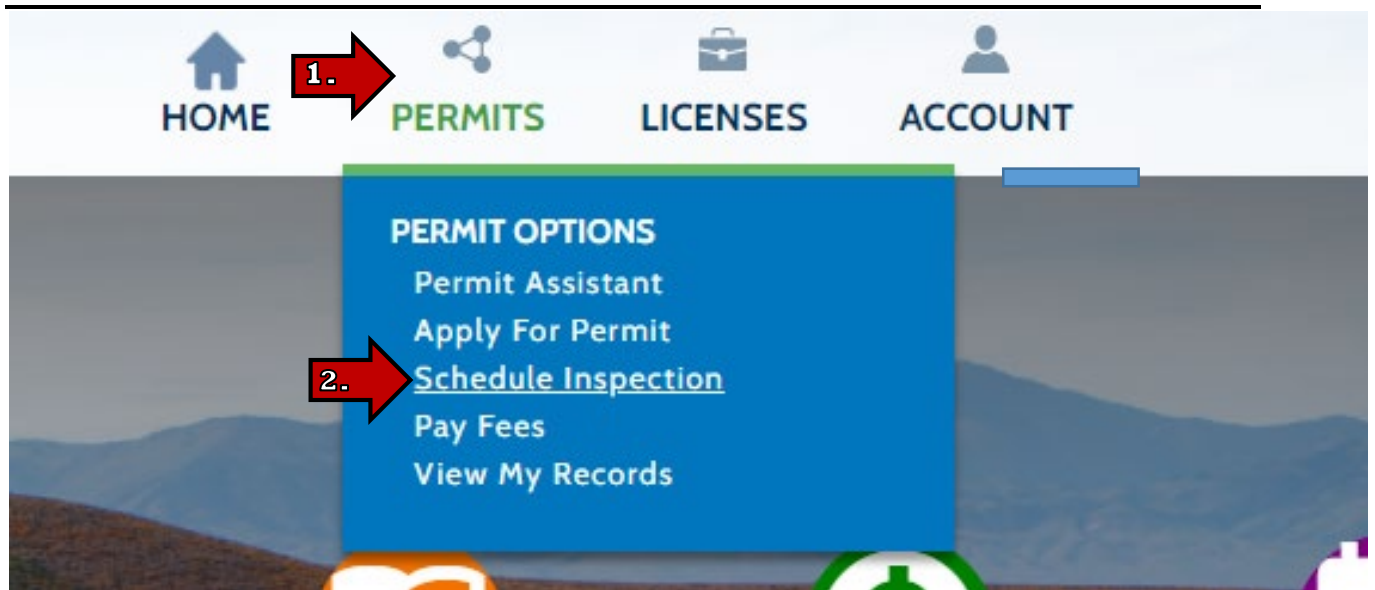 1.
HOME PERMITS LICENSES ACCOUNT
PERMIT OPTIONS
Permit Assistant
Apply For Permit
2. Schedule Inspection
Pay Fees
View My Records